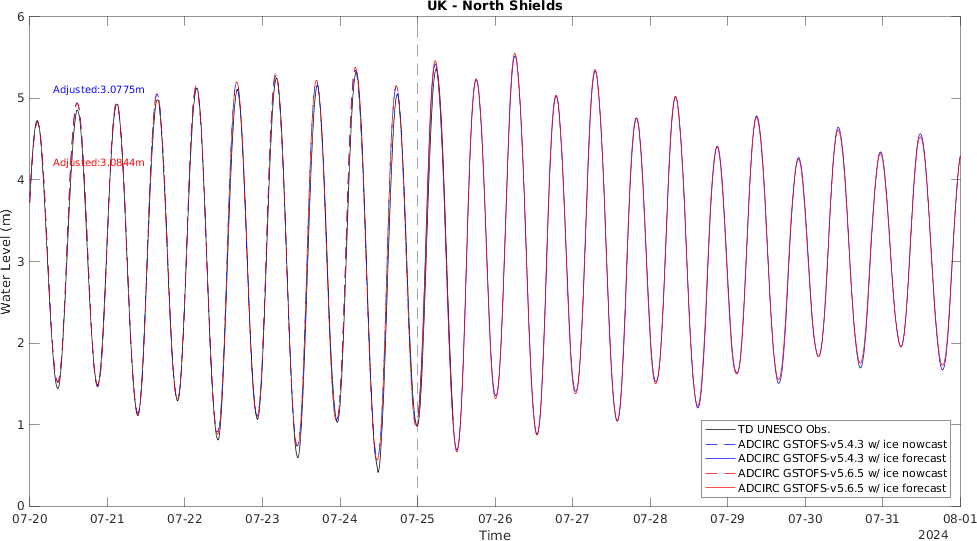 UK - North Shields
6
5
4
3
2
1
0
Water Level (m)
Adjusted:3.0775m
Adjusted:3.0844m
TD UNESCO Obs.
ADCIRC GSTOFS-v5.4.3 w/ ice nowcast
ADCIRC GSTOFS-v5.4.3 w/ ice forecast
ADCIRC GSTOFS-v5.6.5 w/ ice nowcast
ADCIRC GSTOFS-v5.6.5 w/ ice forecast
07-20 07-21 07-22 07-23 07-24 07-25 07-26 07-27 07-28 07-29 07-30 07-31 08-01
Time
2024